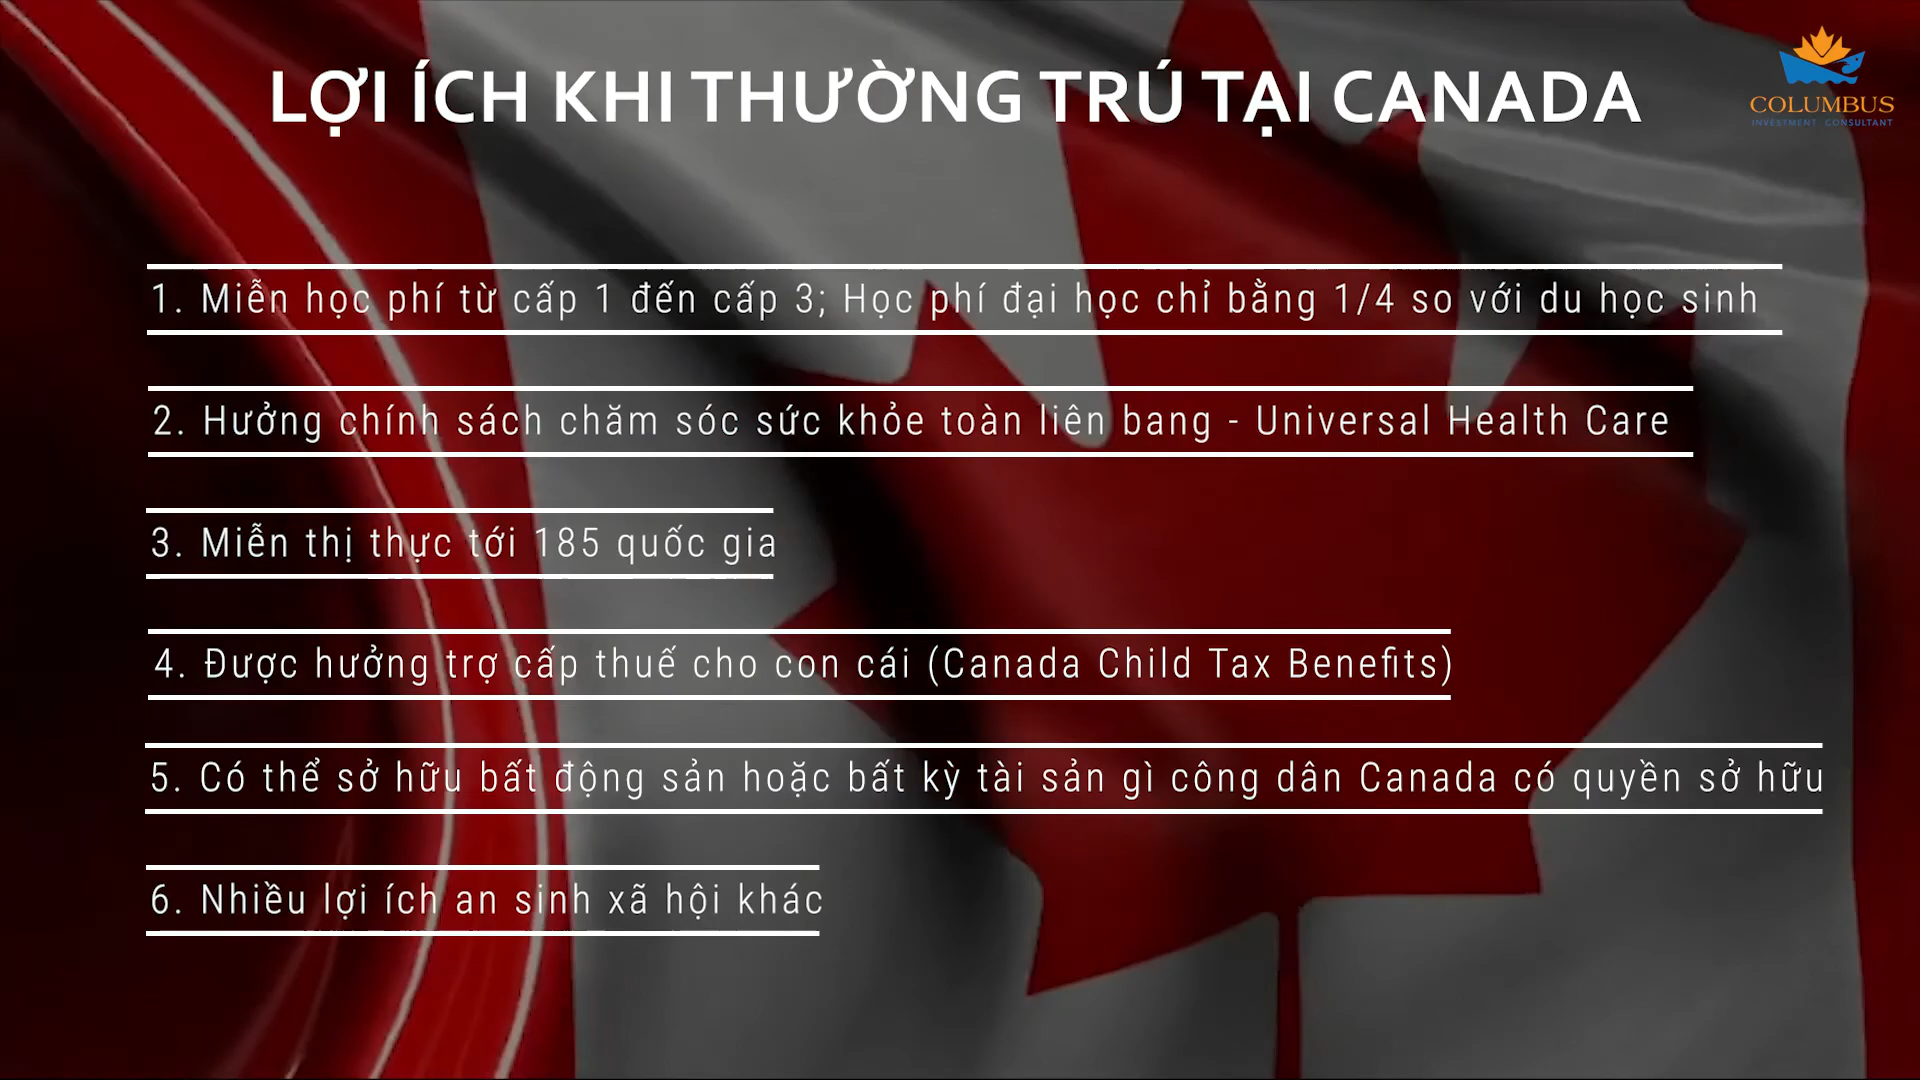 LỢI ÍCH KHI THƯỜNG TRÚ TẠI CANADA
COLUMBUS
INVESTMENT CONSULTANT
1. Miễn học phí từ cấp 1 đến cấp 3; Học phí đại học chỉ bằng 1/4 so với du học sinh
2. Hưởng chính sách chăm sóc sức khỏe toàn liên bang - Universal Health Care
3. Miễn thị thực tới 185 quốc gia
4. Được hưởng trợ cấp thuế cho con cái (Canada Child Tax Benefits)
5. Có thể sở hữu bất động sản hoặc bất kỳ tài sản gì công dân Canada có quyền sở hữu
6. Nhiều lợi ích an sinh xã hội khác